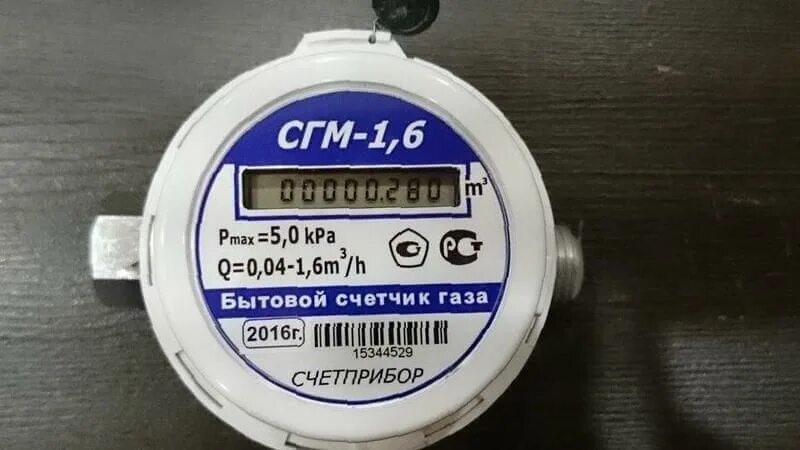 СГМ-1,6
00000.280 m³
Pmax=5,0 kPa
Q=0,04-1,6m³/h
РСТ
Бытовой счетчик газа
2016г.
15344529
СЧЕТПРИБОР